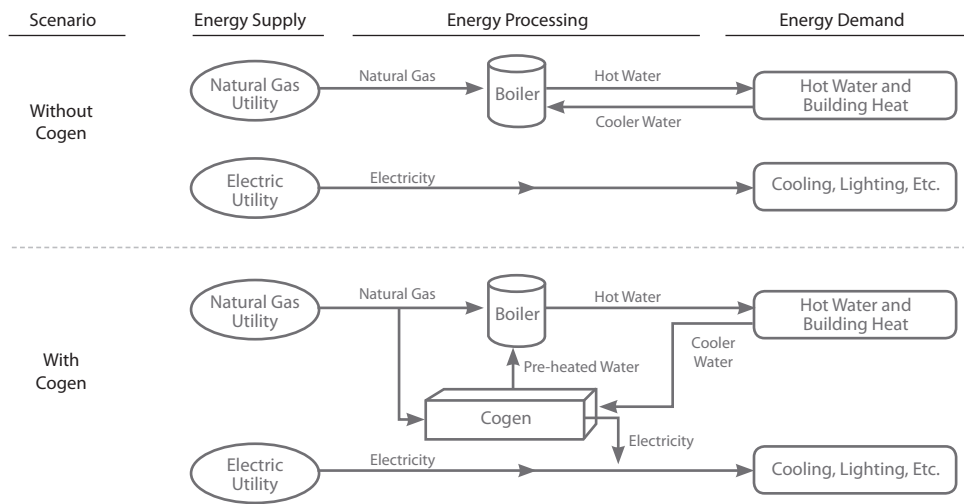 Scenario
Energy Supply
Energy Processing
Energy Demand
Without
Cogen
Natural Gas
Utility
Natural Gas
Boiler
Hot Water
Cooler Water
Hot Water and
Building Heat
Electric
Utility
Electricity
Cooling, Lighting, Etc.
With
Cogen
Natural Gas
Utility
Natural Gas
Boiler
Hot Water
Hot Water and
Building Heat
Cooler
Water
Pre-heated Water
Cogen
Electricity
Electric
Utility
Electricity
Cooling, Lighting, Etc.